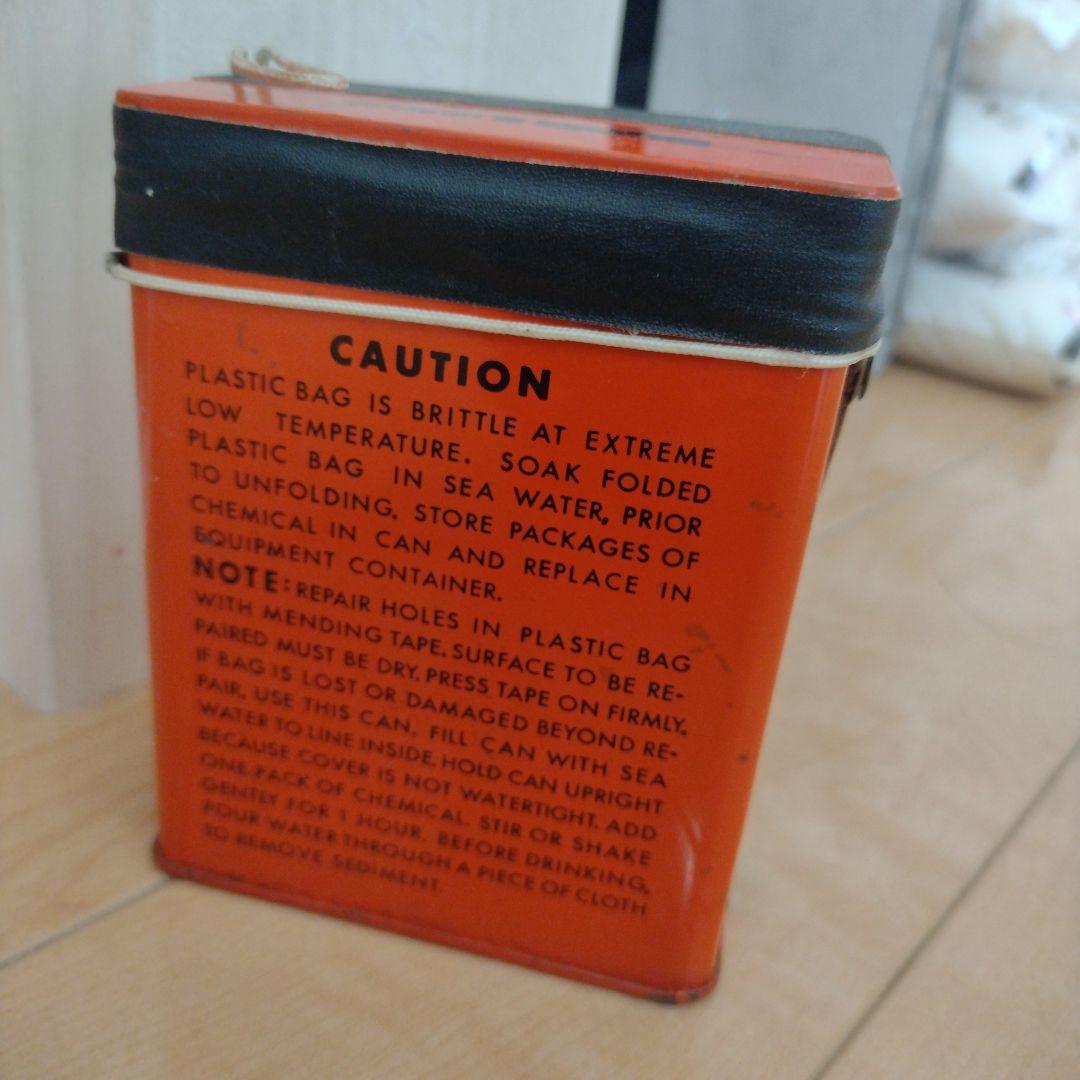 CAUTION
PLASTIC BAG IS BRITTLE AT EXTREME
LOW TEMPERATURE. SOAK FOLDED
PLASTIC BAG IN SEA WATER, PRIOR
TO UNFOLDING. STORE PACKAGES OF
CHEMICAL IN CAN AND REPLACE IN
EQUIPMENT CONTAINER.
NOTE: REPAIR HOLES IN PLASTIC BAG
WITH MENDING TAPE. SURFACE TO BE RE-
PAIRED MUST BE DRY. PRESS TAPE ON FIRMLY.
IF BAG IS LOST OR DAMAGED BEYOND RE-
PAIR, USE THIS CAN. FILL CAN WITH SEA
WATER TO LINE INSIDE. HOLD CAN UPRIGHT
BECAUSE COVER IS NOT WATERTIGHT. ADD
ONE PACK OF CHEMICAL. STIR OR SHAKE
GENTLY FOR 1 HOUR. BEFORE DRINKING,
POUR WATER THROUGH A PIECE OF CLOTH
TO REMOVE SEDIMENT.